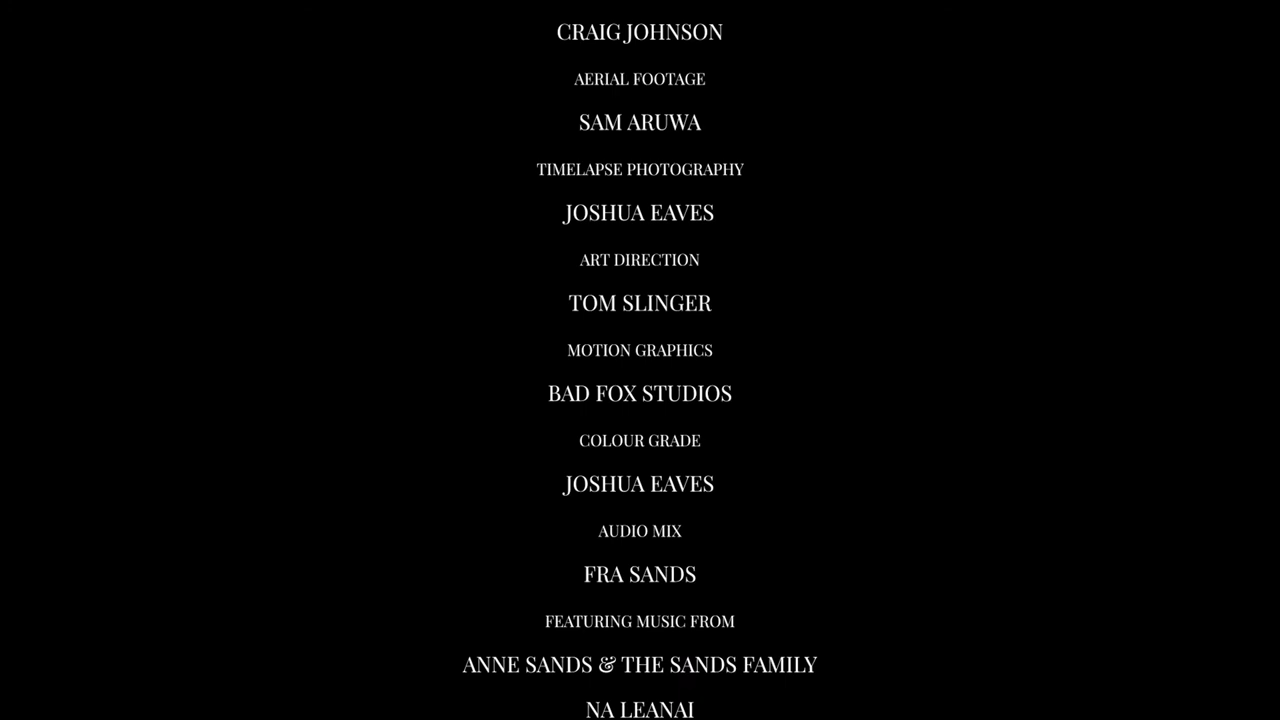 CRAIG JOHNSON
AERIAL FOOTAGE
SAM ARUWA
TIMELAPSE PHOTOGRAPHY
JOSHUA EAVES
ART DIRECTION
TOM SLINGER
MOTION GRAPHICS
BAD FOX STUDIOS
COLOUR GRADE
JOSHUA EAVES
AUDIO MIX
FRA SANDS
FEATURING MUSIC FROM
ANNE SANDS & THE SANDS FAMILY
NA LEANAI